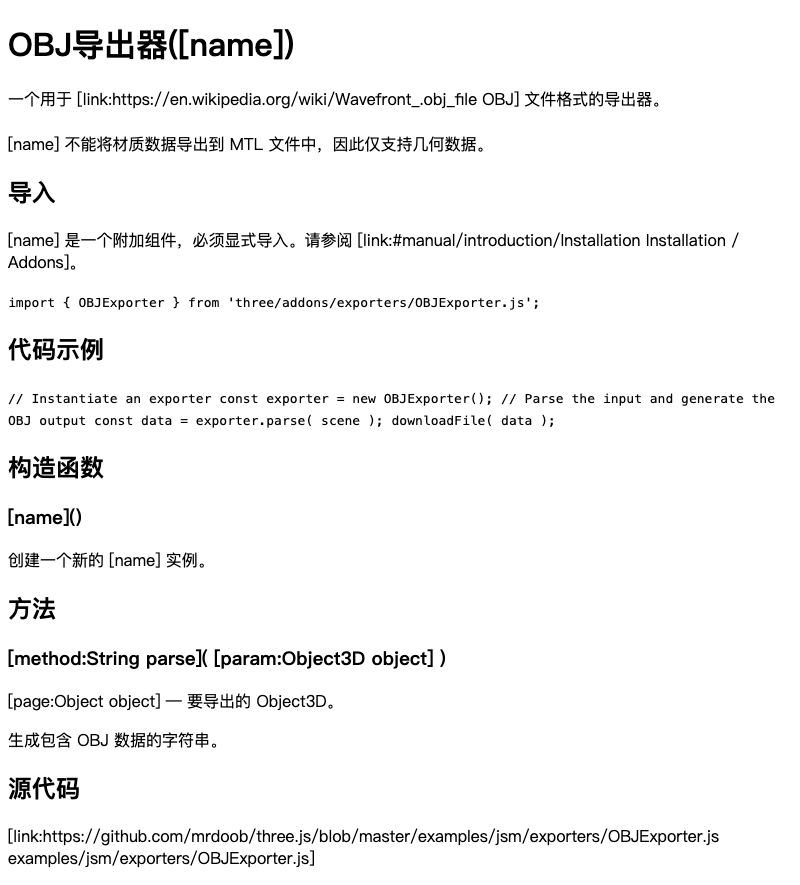 OBJ导出器([name])
一个用于 [link:https://en.wikipedia.org/wiki/Wavefront_.obj_file OBJ] 文件格式的导出器。
[name] 不能将材质数据导出到 MTL 文件中，因此仅支持几何数据。
导入
[name] 是一个附加组件，必须显式导入。请参阅 [link:#manual/introduction/Installation Installation /
Addons]。
import { OBJExporter } from 'three/addons/exporters/OBJExporter.js';
代码示例
// Instantiate an exporter const exporter = new OBJExporter(); // Parse the input and generate the
OBJ output const data = exporter.parse( scene ); downloadFile( data );
构造函数
[name]()
创建一个新的 [name] 实例。
方法
[method:String parse]( [param:Object3D object] )
[page:Object object] — 要导出的 Object3D。
生成包含 OBJ 数据的字符串。
源代码
[link:https://github.com/mrdoob/three.js/blob/master/examples/jsm/exporters/OBJExporter.js
examples/jsm/exporters/OBJExporter.js]